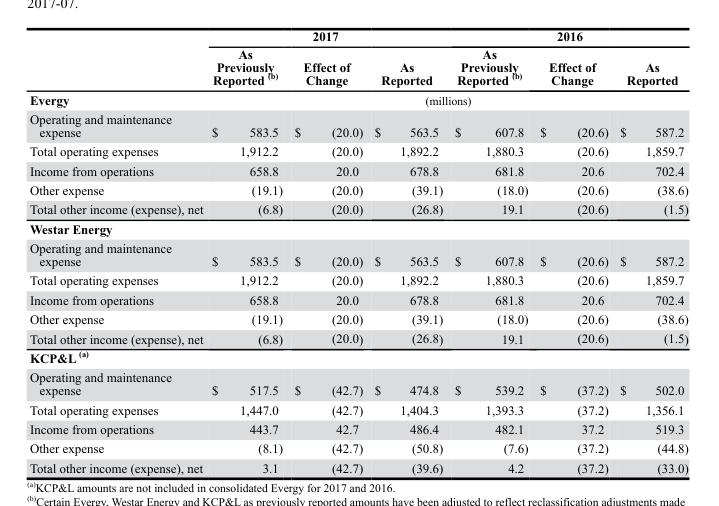 2017-07.
2017 2016
As Previously Reported (b) Effect of Change As Reported As Previously Reported (b) Effect of Change As Reported
Evergy (millions)
Operating and maintenance expense $ 583.5 $ (20.0) $ 563.5 $ 607.8 $ (20.6) $ 587.2
Total operating expenses 1,912.2 (20.0) 1,892.2 1,880.3 (20.6) 1,859.7
Income from operations 658.8 20.0 678.8 681.8 20.6 702.4
Other expense (19.1) (20.0) (39.1) (18.0) (20.6) (38.6)
Total other income (expense), net (6.8) (20.0) (26.8) 19.1 (20.6) (1.5)
Westar Energy
Operating and maintenance expense $ 583.5 $ (20.0) $ 563.5 $ 607.8 $ (20.6) $ 587.2
Total operating expenses 1,912.2 (20.0) 1,892.2 1,880.3 (20.6) 1,859.7
Income from operations 658.8 20.0 678.8 681.8 20.6 702.4
Other expense (19.1) (20.0) (39.1) (18.0) (20.6) (38.6)
Total other income (expense), net (6.8) (20.0) (26.8) 19.1 (20.6) (1.5)
KCP&L (a)
Operating and maintenance expense $ 517.5 $ (42.7) $ 474.8 $ 539.2 $ (37.2) $ 502.0
Total operating expenses 1,447.0 (42.7) 1,404.3 1,393.3 (37.2) 1,356.1
Income from operations 443.7 42.7 486.4 482.1 37.2 519.3
Other expense (8.1) (42.7) (50.8) (7.6) (37.2) (44.8)
Total other income (expense), net 3.1 (42.7) (39.6) 4.2 (37.2) (33.0)
(a)KCP&L amounts are not included in consolidated Evergy for 2017 and 2016.
(b)Certain Evergy, Westar Energy and KCP&L as previously reported amounts have been adjusted to reflect reclassification adjustments made